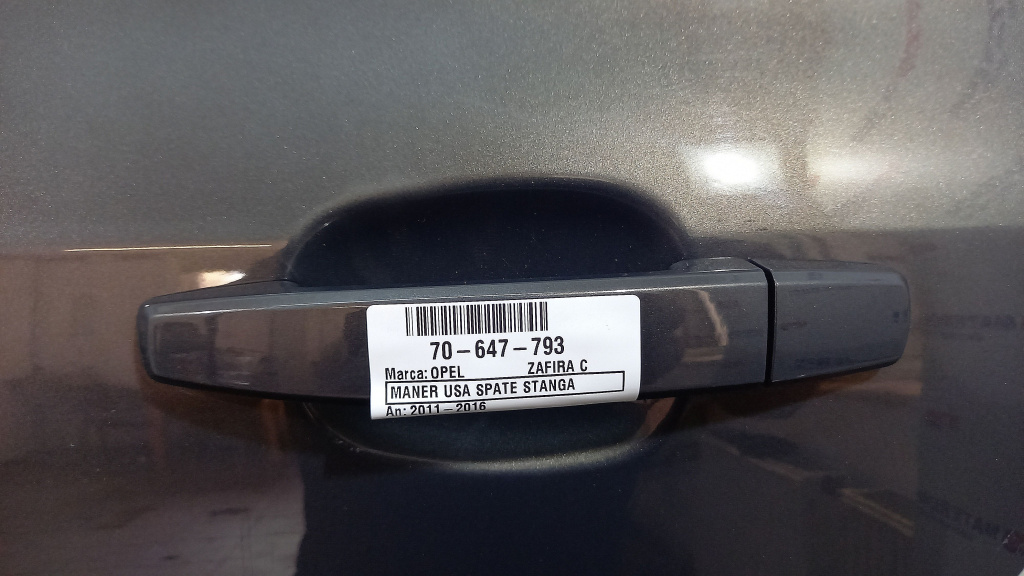 70-647-793
Marca: OPEL ZAFIRA C
MANER USA SPATE STANGA
An: 2011-2016